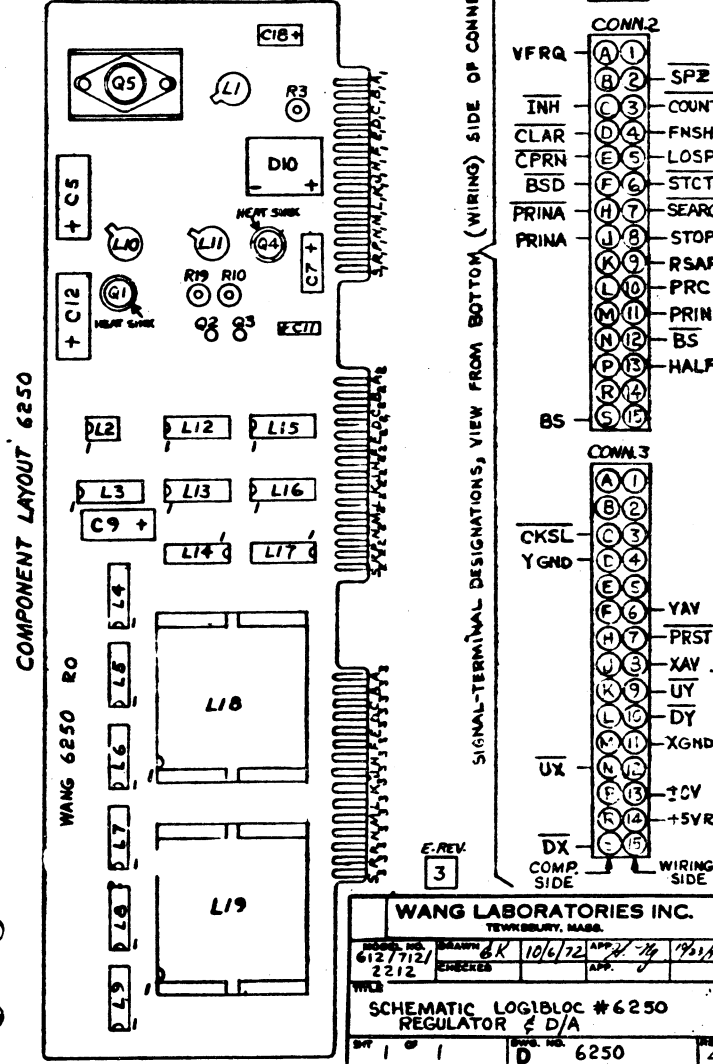 COMPONENT LAYOUT 6250
C18 +
Q5
L1
R3
D10
- +
+ C5
HEAT SINK
L10
L11
Q4
C7 +
+ C12
Q1
HEAT SINK
R19
R10
Q2
Q3
C11
L2
L12
L15
L3
L13
L16
C9 +
L14
L17
L4
L5
L6
L7
L8
L9
L18
L19
WANG 6250 RO
SIGNAL-TERMINAL DESIGNATIONS, VIEW FROM BOTTOM (WIRING) SIDE OF CONNE
CONN.2
VFRQ A 1
B 2 SPZ
INH C 3 COUNT
CLAR D 4 FNSH
CPRN E 5 LOSP
BSD F 6 STCT
PRINA H 7 SEARC
PRINA J 8 STOP
K 9 RSAR
L 10 PRC
M 11 PRIN
N 12 BS
P 13 HALF
R 14
BS S 15
CONN.3
A 1
B 2
CKSL C 3
YGND D 4
E 5
F 6 YAV
H 7 PRST
J XAV
K 9 UY
L 10 DY
M 11 XGND
UX N 12
13
14 +5VR
DX 15
COMP. SIDE
WIRING SIDE
E-REV.
3
WANG LABORATORIES INC.
TEWKSBURY, MASS.
MODEL NO.
612/712/
2212
DRAWN GK 10/6/72 APP.
CHECKED APP.
TITLE
SCHEMATIC LOGIBLOC #6250
REGULATOR & D/A
SHT 1 OF 1
DWG. NO.
D 6250